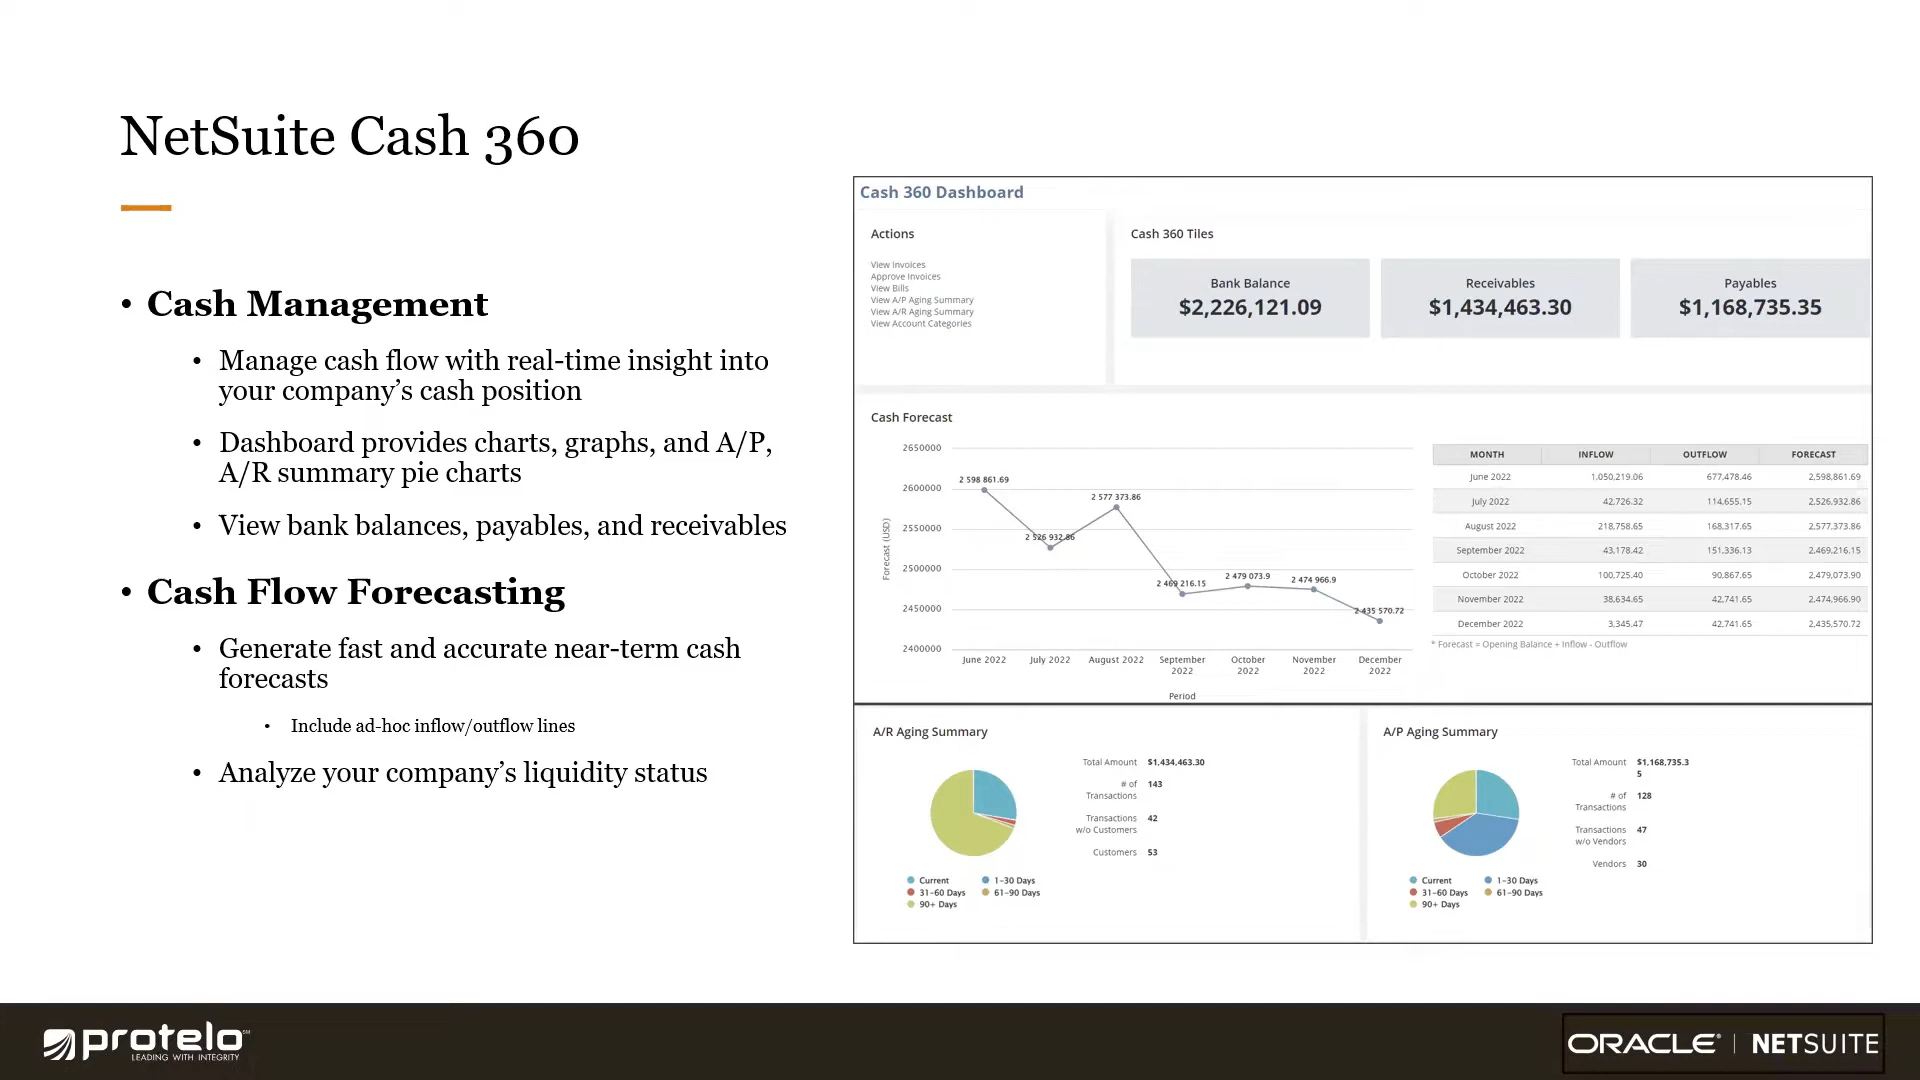 NetSuite Cash 360
• Cash Management
• Manage cash flow with real-time insight into
your company’s cash position
• Dashboard provides charts, graphs, and A/P,
A/R summary pie charts
• View bank balances, payables, and receivables
• Cash Flow Forecasting
• Generate fast and accurate near-term cash
forecasts
• Include ad-hoc inflow/outflow lines
• Analyze your company’s liquidity status
Cash 360 Dashboard
Actions
View Invoices
Approve Invoices
View Bills
View A/P Aging Summary
View A/R Aging Summary
View Account Categories
Cash 360 Tiles
Bank Balance
$2,226,121.09
Receivables
$1,434,463.30
Payables
$1,168,735.35
Cash Forecast
Forecast (USD)
2650000
2600000
2550000
2500000
2450000
2400000
2 598 861.69
2 526 932.86
2 577 373.86
2 469 216.15
2 479 073.9
2 474 966.9
2 435 570.72
June 2022 July 2022 August 2022 September October November December
2022 2022 2022 2022
Period
MONTH INFLOW OUTFLOW FORECAST
June 2022 1,050,219.06 677,478.46 2,598,861.69
July 2022 42,726.32 114,655.15 2,526,932.86
August 2022 218,758.65 168,317.65 2,577,373.86
September 2022 43,178.42 151,336.13 2,469,216.15
October 2022 100,725.40 90,867.65 2,479,073.90
November 2022 38,634.65 42,741.65 2,474,966.90
December 2022 3,345.47 42,741.65 2,435,570.72
* Forecast = Opening Balance + Inflow - Outflow
A/R Aging Summary
Total Amount $1,434,463.30
# of 143
Transactions
Transactions 42
w/o Customers
Customers 53
Current 1–30 Days
31–60 Days 61–90 Days
90+ Days
A/P Aging Summary
Total Amount $1,168,735.3
5
# of 128
Transactions
Transactions 47
w/o Vendors
Vendors 30
Current 1–30 Days
31–60 Days 61–90 Days
90+ Days
protelo SM
LEADING WITH INTEGRITY
ORACLE® | NETSUITE